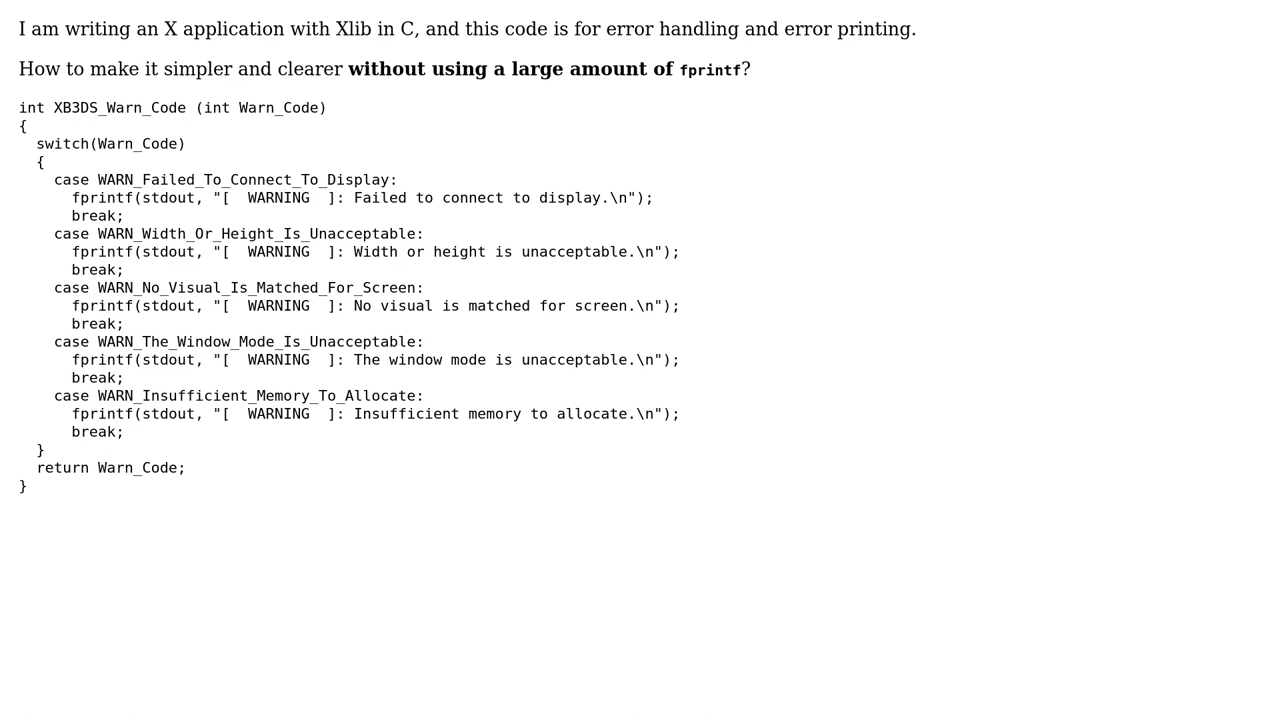 I am writing an X application with Xlib in C, and this code is for error handling and error printing.
How to make it simpler and clearer without using a large amount of fprintf?
int XB3DS_Warn_Code (int Warn_Code)
{
  switch(Warn_Code)
  {
    case WARN_Failed_To_Connect_To_Display:
      fprintf(stdout, "[  WARNING  ]: Failed to connect to display.\n");
      break;
    case WARN_Width_Or_Height_Is_Unacceptable:
      fprintf(stdout, "[  WARNING  ]: Width or height is unacceptable.\n");
      break;
    case WARN_No_Visual_Is_Matched_For_Screen:
      fprintf(stdout, "[  WARNING  ]: No visual is matched for screen.\n");
      break;
    case WARN_The_Window_Mode_Is_Unacceptable:
      fprintf(stdout, "[  WARNING  ]: The window mode is unacceptable.\n");
      break;
    case WARN_Insufficient_Memory_To_Allocate:
      fprintf(stdout, "[  WARNING  ]: Insufficient memory to allocate.\n");
      break;
  }
  return Warn_Code;
}